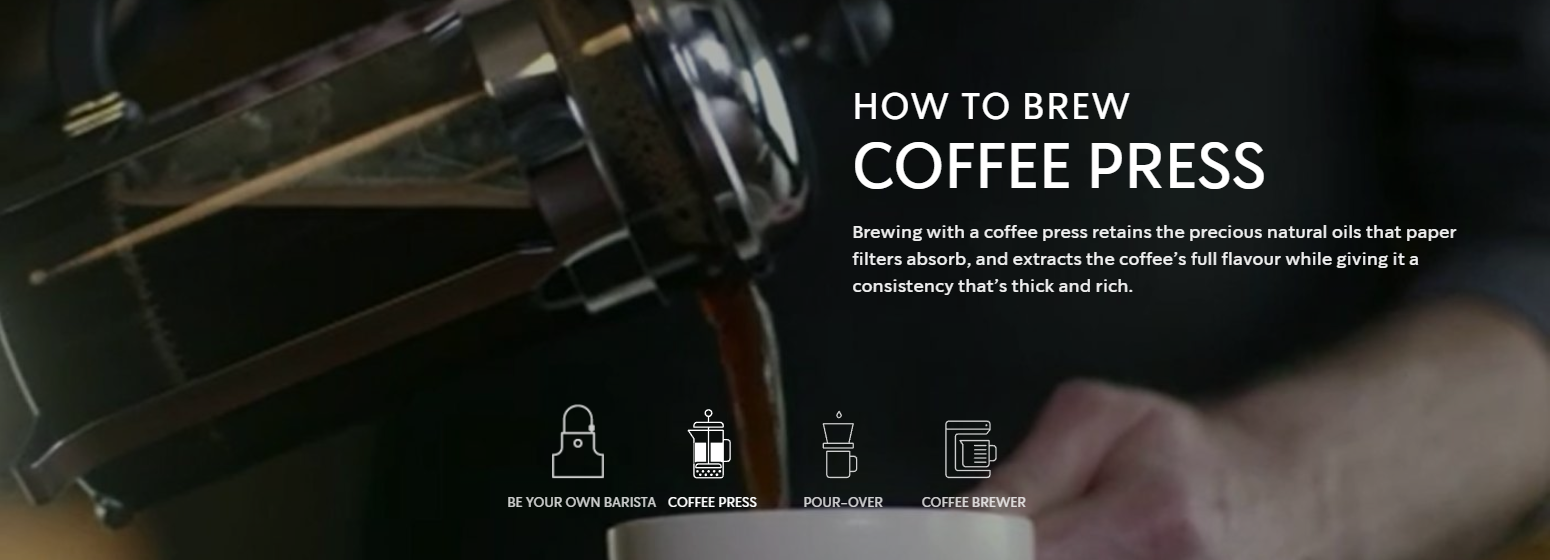 HOW TO BREW
COFFEE PRESS
Brewing with a coffee press retains the precious natural oils that paper
filters absorb, and extracts the coffee’s full flavour while giving it a
consistency that’s thick and rich.
BE YOUR OWN BARISTA COFFEE PRESS POUR-OVER COFFEE BREWER